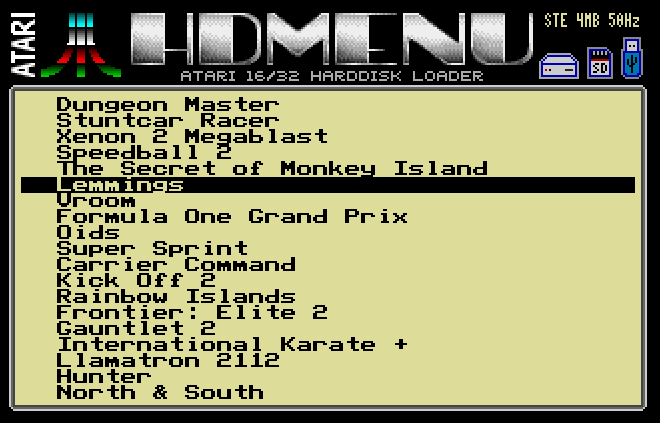 ATARI
HDMENU
STE 4MB 50Hz
ATARI 16/32 HARDDISK LOADER
SD
Dungeon Master
Stuntcar Racer
Xenon 2 Megablast
Speedball 2
The Secret of Monkey Island
Lemmings
Vroom
Formula One Grand Prix
Oids
Super Sprint
Carrier Command
Kick Off 2
Rainbow Islands
Frontier: Elite 2
Gauntlet 2
International Karate +
Llamatron 2112
Hunter
North & South